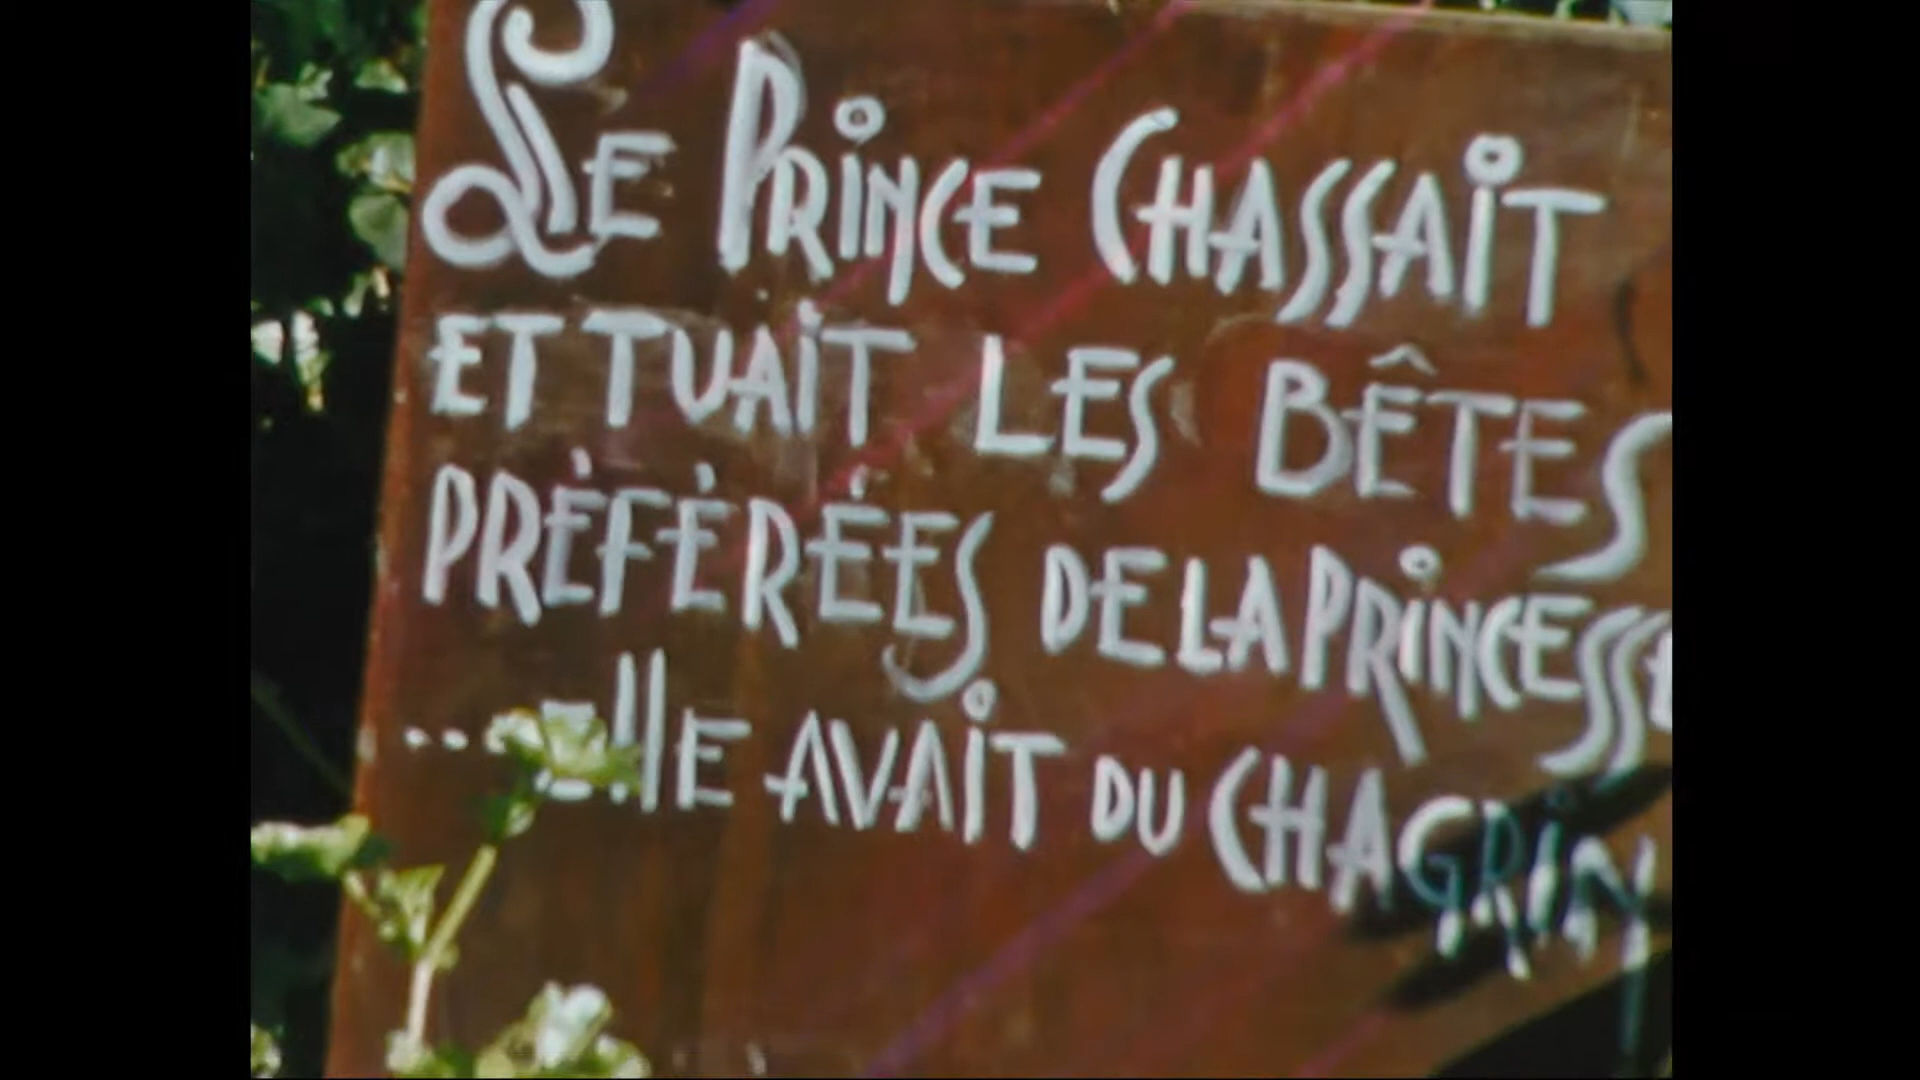 Le Prince Chassait
et tuait les bêtes
préférées de la princesse
... elle avait du chagrin